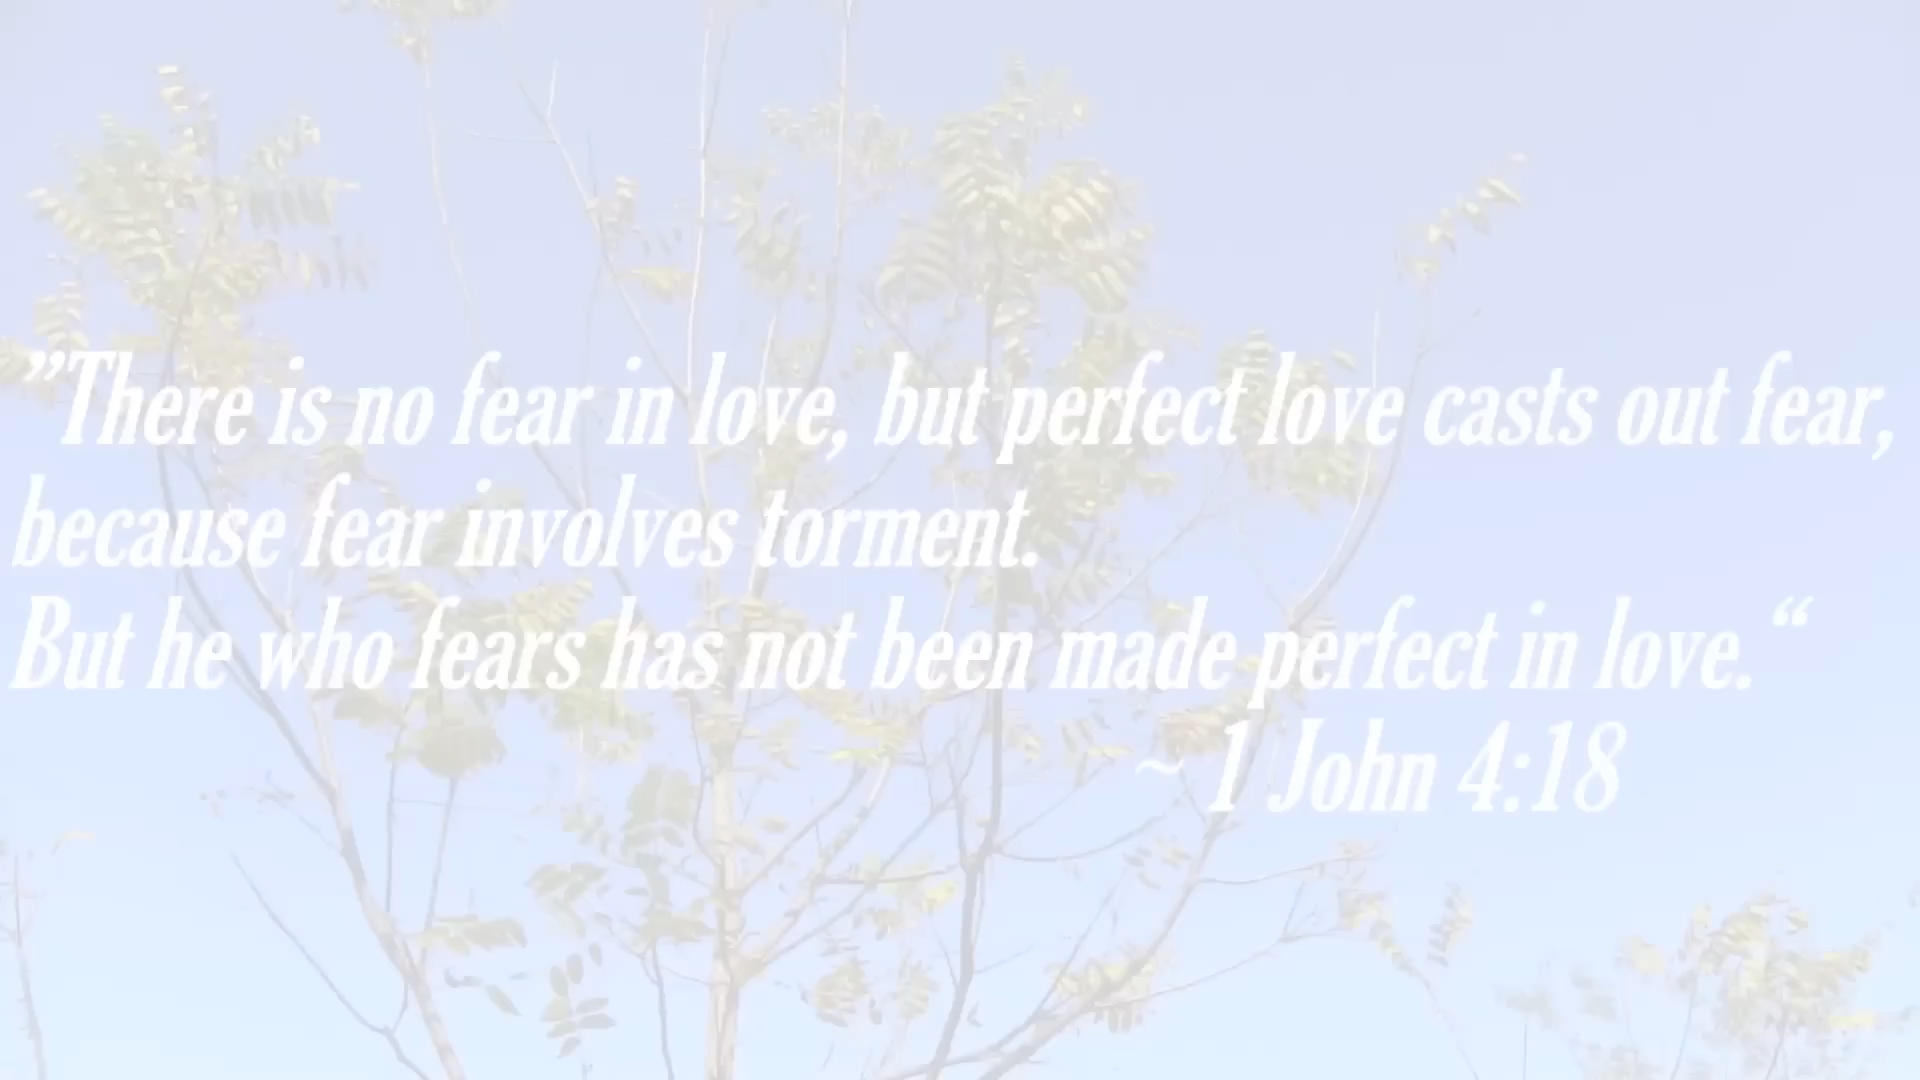 ”There is no fear in love, but perfect love casts out fear,
because fear involves torment.
But he who fears has not been made perfect in love. “
~ 1 John 4:18